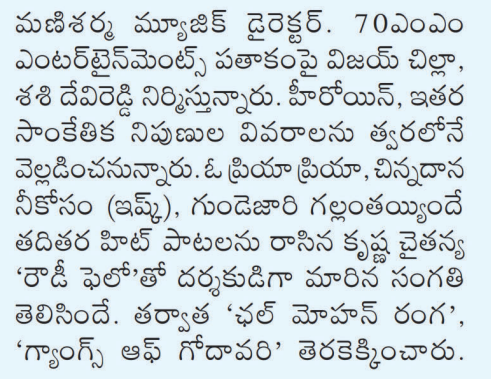 మణిశర్మ మ్యూజిక్ డైరెక్టర్. 70ఎంఎం
ఎంటర్‌టైన్‌మెంట్స్ పతాకంపై విజయ్ చిల్లా,
శశి దేవిరెడ్డి నిర్మిస్తున్నారు. హీరోయిన్, ఇతర
సాంకేతిక నిపుణుల వివరాలను త్వరలోనే
వెల్లడించనున్నారు. ఓ ప్రియా ప్రియా, చిన్నదాన
నీకోసం (ఇష్క్), గుండెజారి గల్లంతయ్యిందే
తదితర హిట్ పాటలను రాసిన కృష్ణ చైతన్య
‘రౌడీ ఫెలో’తో దర్శకుడిగా మారిన సంగతి
తెలిసిందే. తర్వాత ‘ఛల్ మోహన్ రంగ’,
‘గ్యాంగ్స్ ఆఫ్ గోదావరి’ తెరకెక్కించారు.